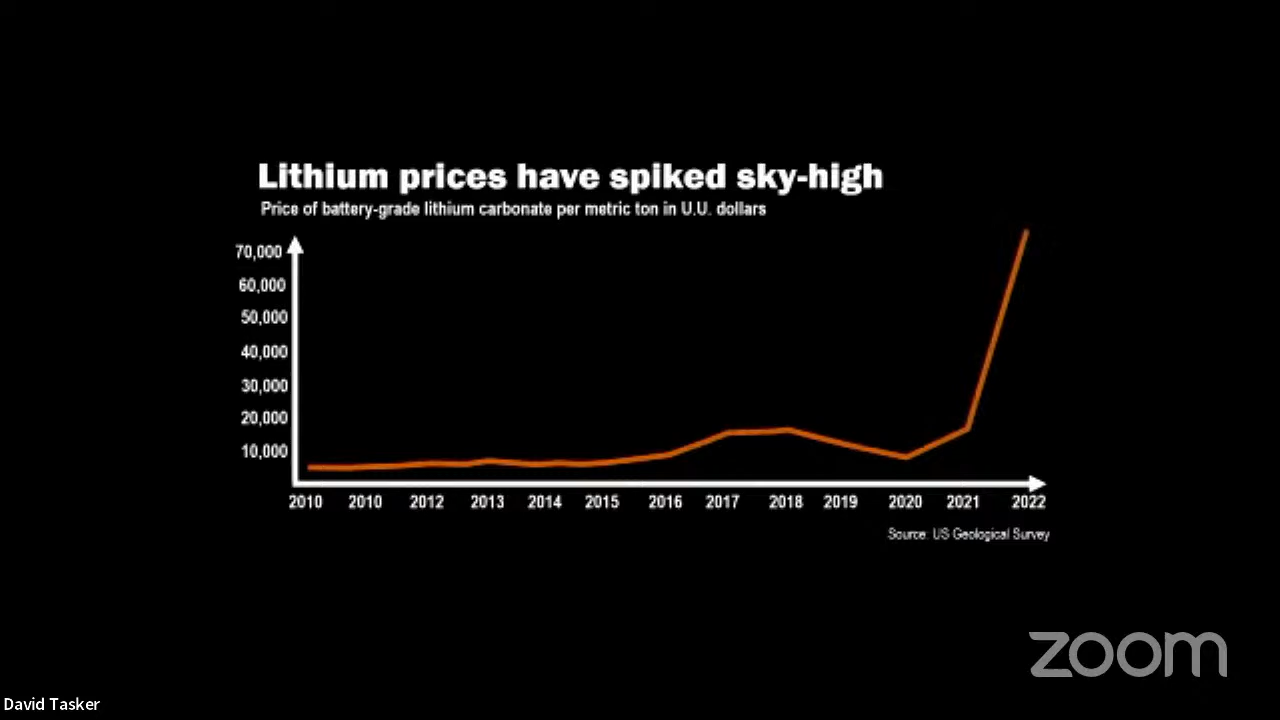 Lithium prices have spiked sky-high
Price of battery-grade lithium carbonate per metric ton in U.U. dollars
70,000
60,000
50,000
40,000
30,000
20,000
10,000
2010 2010 2012 2013 2014 2015 2016 2017 2018 2019 2020 2021 2022
Source: US Geological Survey
zoom
David Tasker